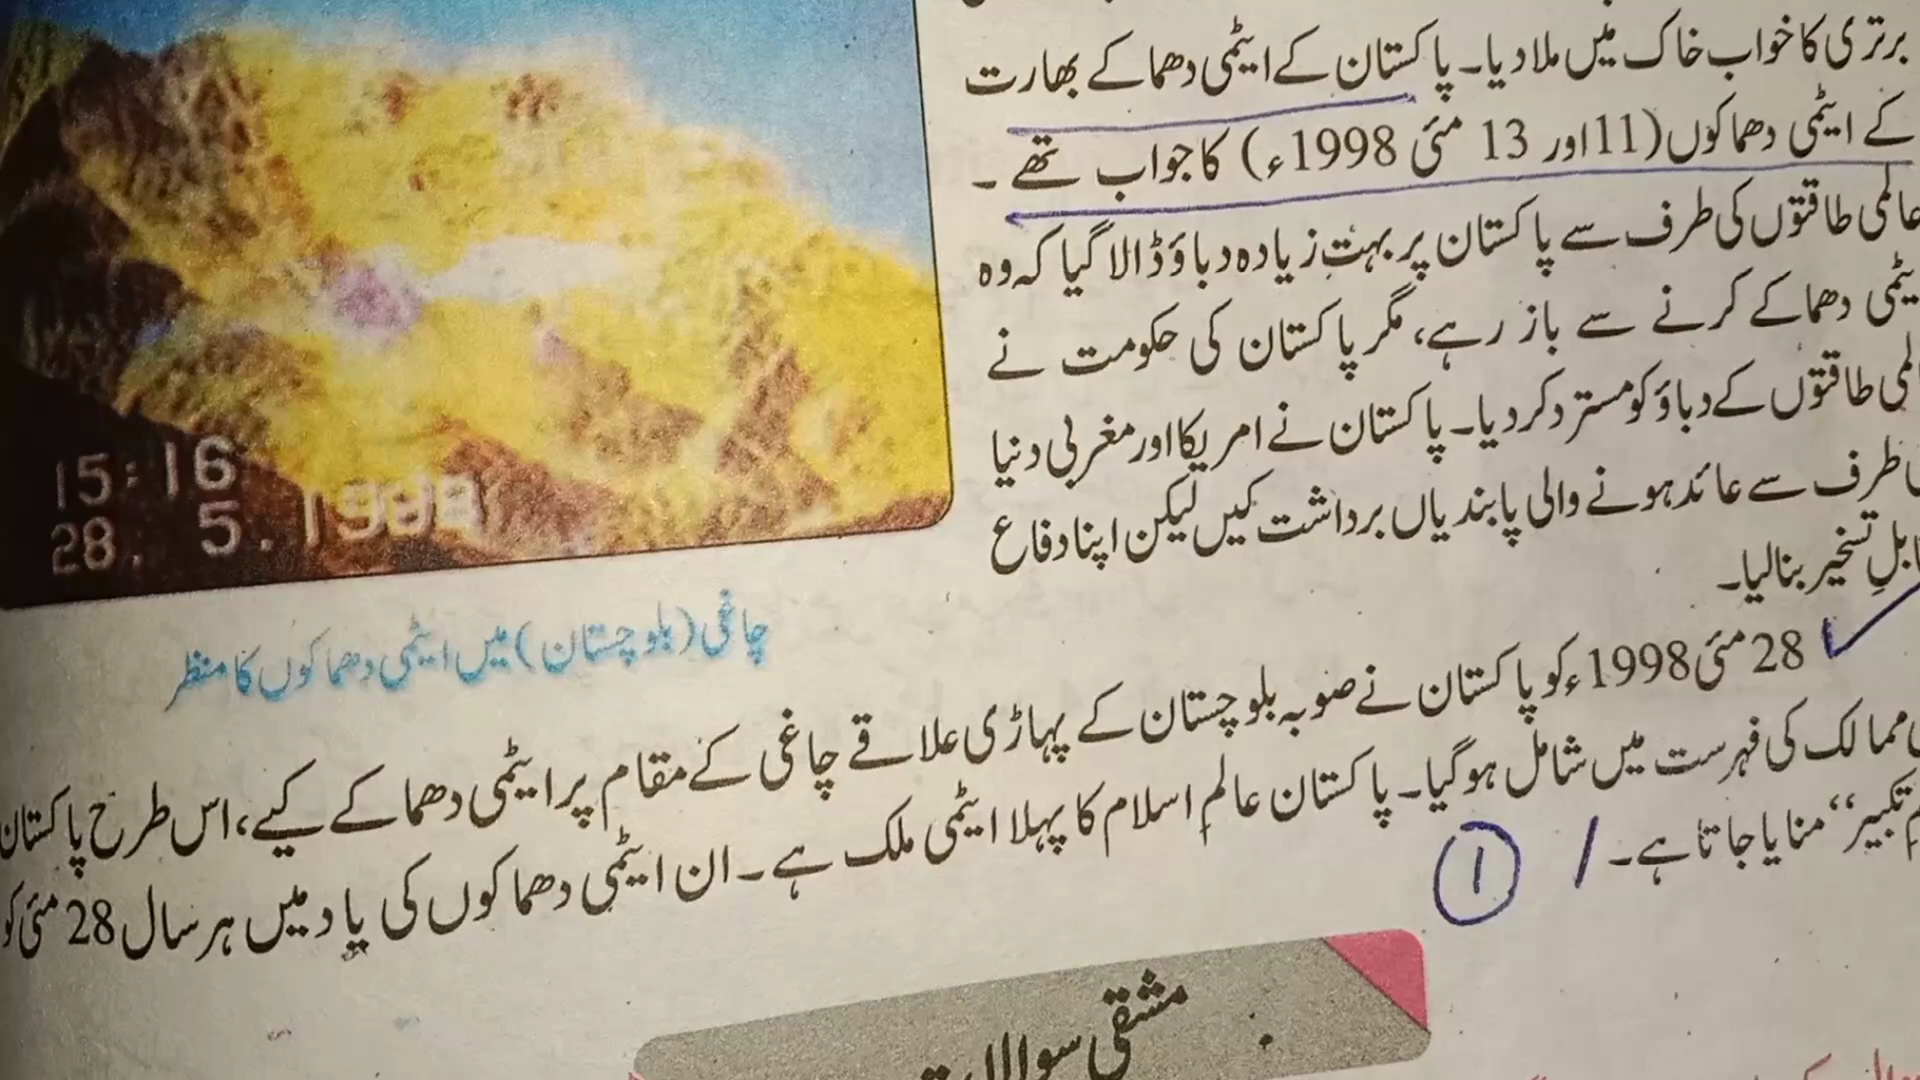 برتری کا خواب خاک میں ملا دیا۔ پاکستان کے ایٹمی دھماکے بھارت
کے ایٹمی دھماکوں (11 اور 13 مئی 1998ء) کا جواب تھے۔
عالمی طاقتوں کی طرف سے پاکستان پر بہت زیادہ دباؤ ڈالا گیا کہ وہ
یٹمی دھماکے کرنے سے باز رہے، مگر پاکستان کی حکومت نے
لمی طاقتوں کے دباؤ کو مسترد کر دیا۔ پاکستان نے امریکا اور مغربی دنیا
طرف سے عائد ہونے والی پابندیاں برداشت کیں لیکن اپنا دفاع
تسخیر بنا لیا۔
15:16
28. 5.1998
چاغی (بلوچستان) میں ایٹمی دھماکوں کا منظر
28 مئی 1998ء کو پاکستان نے صوبہ بلوچستان کے پہاڑی علاقے چاغی کے مقام پر ایٹمی دھماکے کیے، اس طرح پاکستان
ممالک کی فہرست میں شامل ہو گیا۔ پاکستان عالمِ اسلام کا پہلا ایٹمی ملک ہے۔ ان ایٹمی دھماکوں کی یاد میں ہر سال 28 مئی کو
تکبیر“ منایا جاتا ہے۔ / 1
مشقی سوالات